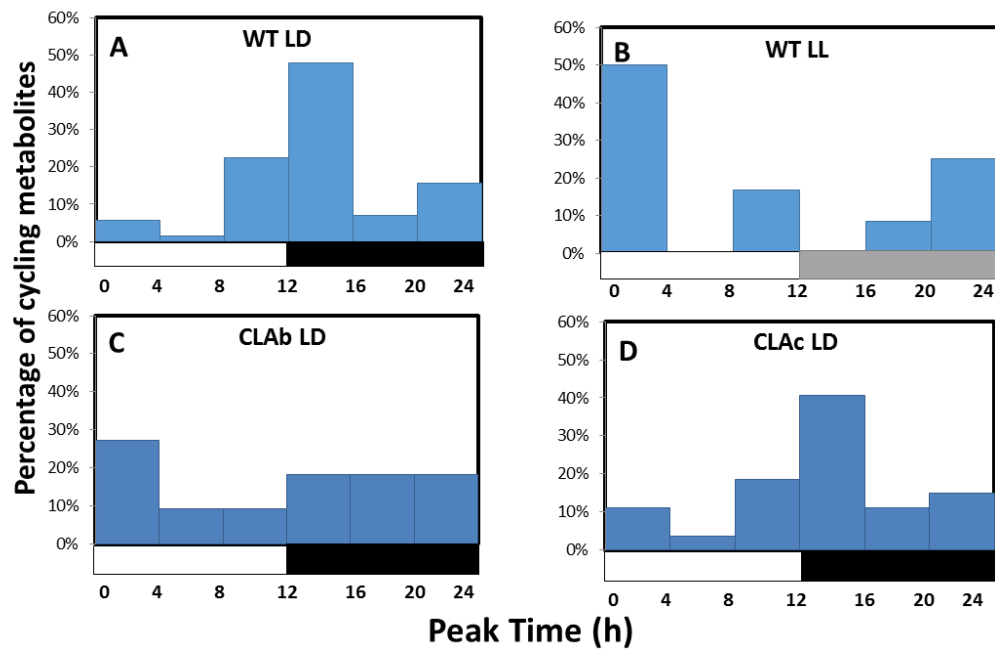 Percentage of cycling metabolites
A
WT LD
60%
50%
40%
30%
20%
10%
0%
0 4 8 12 16 20 24
B
WT LL
60%
50%
40%
30%
20%
10%
0%
0 4 8 12 16 20 24
C
CLAb LD
60%
50%
40%
30%
20%
10%
0%
0 4 8 12 16 20 24
D
CLAc LD
60%
50%
40%
30%
20%
10%
0%
0 4 8 12 16 20 24
Peak Time (h)